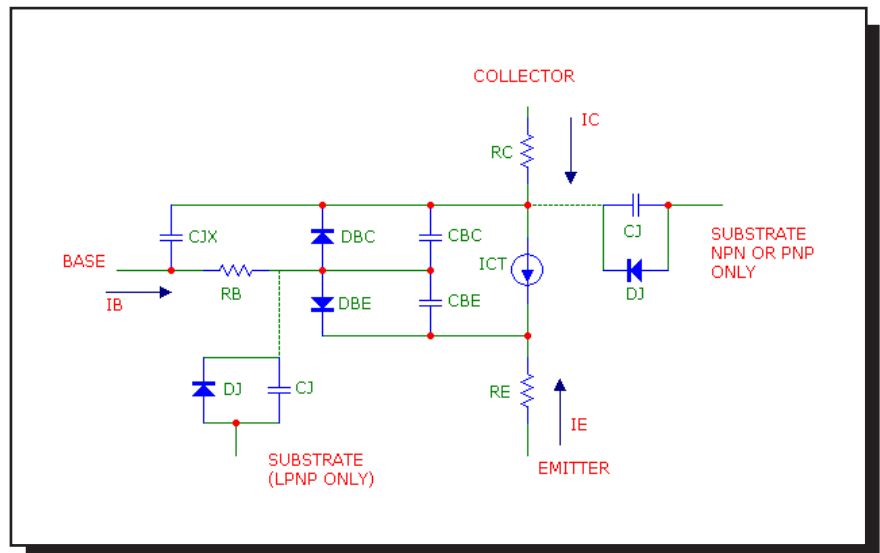 COLLECTOR
IC
RC
CJX
DBC
CBC
CJ
SUBSTRATE
NPN OR PNP
ONLY
BASE
ICT
RB
IB
DBE
CBE
DJ
DJ
CJ
RE
IE
SUBSTRATE
(LPNP ONLY)
EMITTER